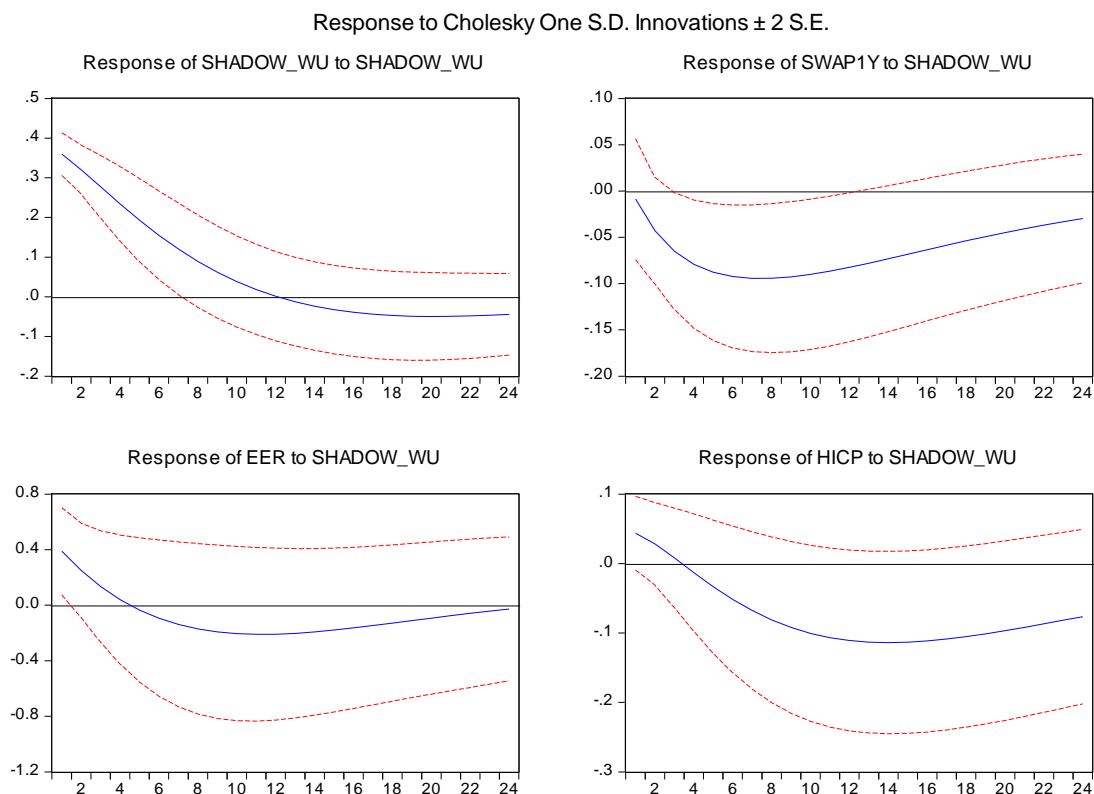 Response to Cholesky One S.D. Innovations ± 2 S.E.
Response of SHADOW_WU to SHADOW_WU
.5
.4
.3
.2
.1
.0
-.1
-.2
2 4 6 8 10 12 14 16 18 20 22 24
Response of SWAP1Y to SHADOW_WU
.10
.05
.00
-.05
-.10
-.15
-.20
2 4 6 8 10 12 14 16 18 20 22 24
Response of EER to SHADOW_WU
0.8
0.4
0.0
-0.4
-0.8
-1.2
2 4 6 8 10 12 14 16 18 20 22 24
Response of HICP to SHADOW_WU
.1
.0
-.1
-.2
-.3
2 4 6 8 10 12 14 16 18 20 22 24